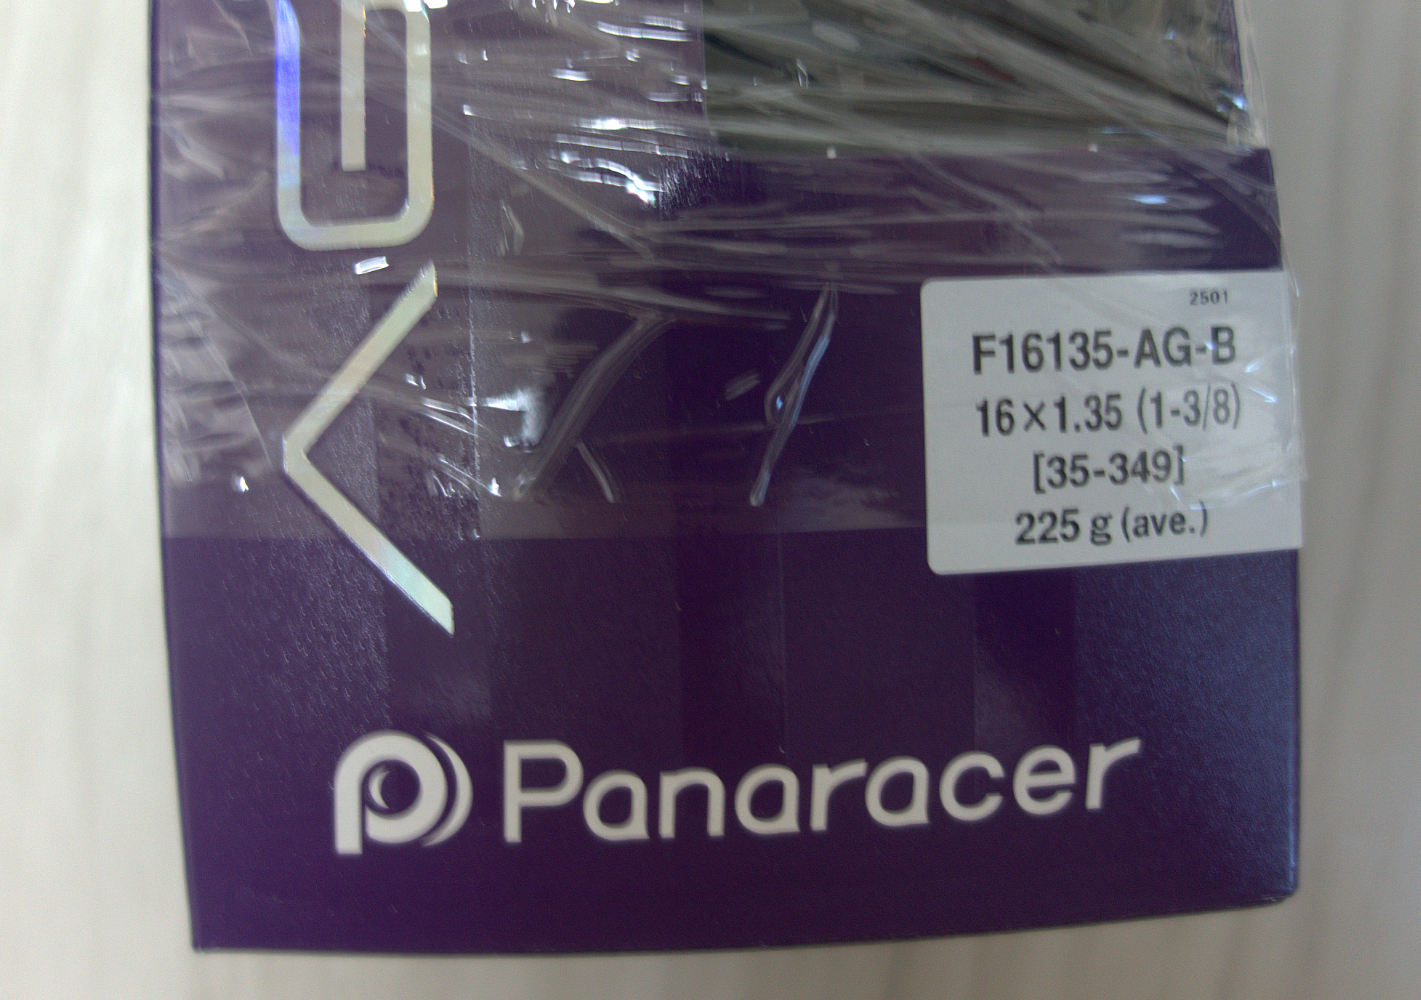 2501
F16135-AG-B
16×1.35 (1-3/8)
[35-349]
225 g (ave.)
Panaracer